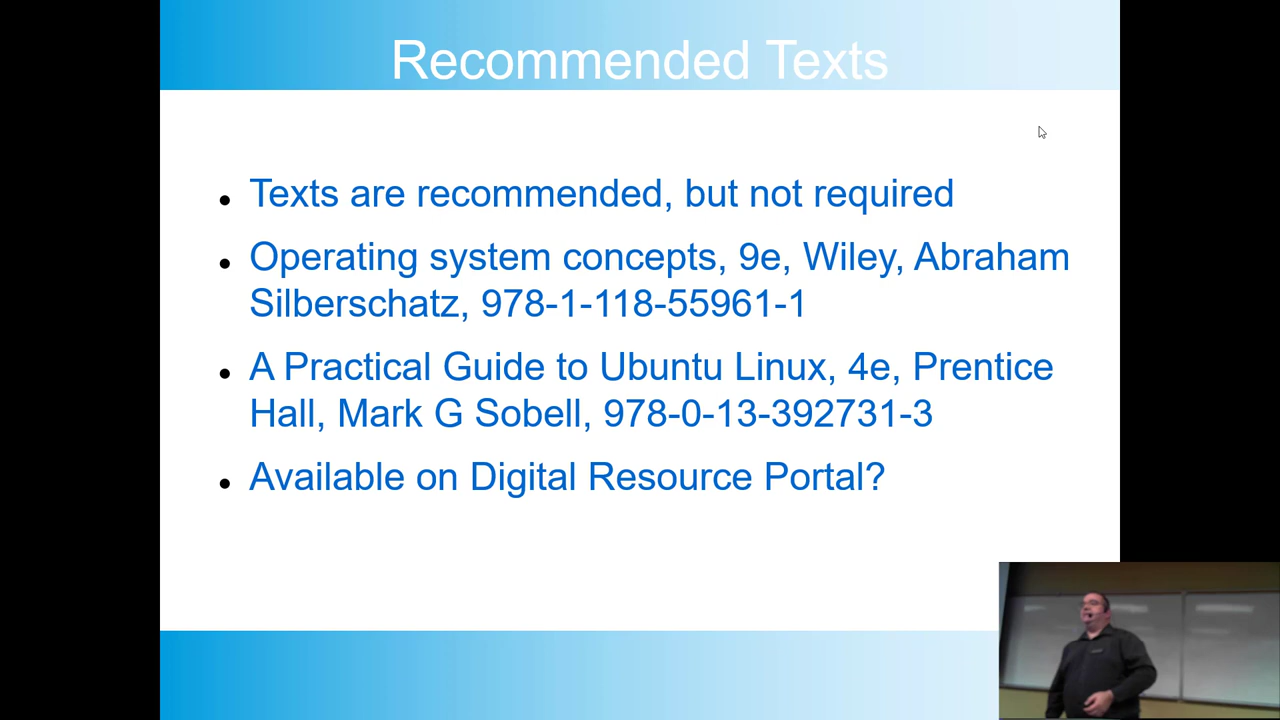 Recommended Texts
Texts are recommended, but not required
Operating system concepts, 9e, Wiley, Abraham
Silberschatz, 978-1-118-55961-1
A Practical Guide to Ubuntu Linux, 4e, Prentice
Hall, Mark G Sobell, 978-0-13-392731-3
Available on Digital Resource Portal?